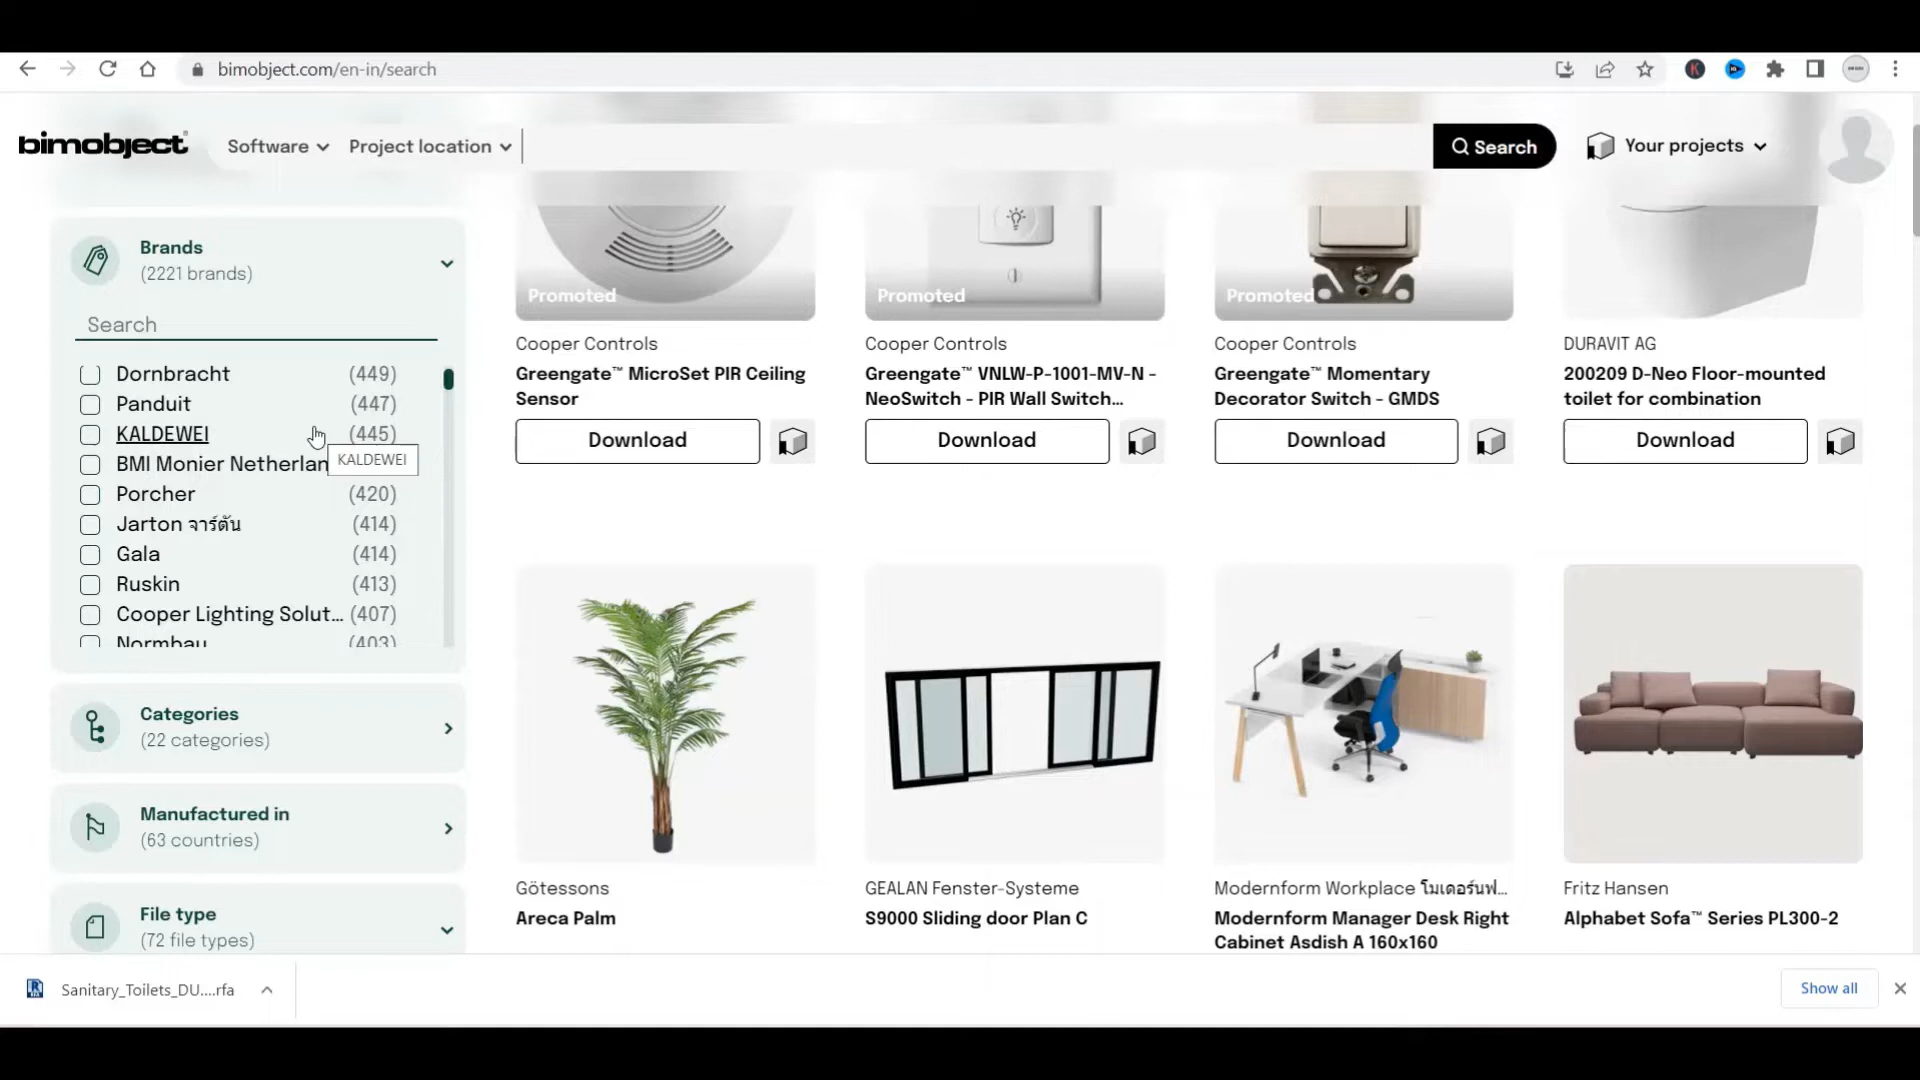 bimobject.com/en-in/search
bimobject
Software
Project location
Search
Your projects
Brands
(2221 brands)
Search
Dornbracht (449)
Panduit (447)
KALDEWEI (445)
KALDEWEI
BMI Monier Netherlan
Porcher (420)
Jarton จาร์ตัน (414)
Gala (414)
Ruskin (413)
Cooper Lighting Solut... (407)
Normbau (403)
Categories
(22 categories)
Manufactured in
(63 countries)
File type
(72 file types)
Promoted
Cooper Controls
Greengate™ MicroSet PIR Ceiling
Sensor
Download
Promoted
Cooper Controls
Greengate™ VNLW-P-1001-MV-N -
NeoSwitch - PIR Wall Switch...
Download
Promoted
Cooper Controls
Greengate™ Momentary
Decorator Switch - GMDS
Download
DURAVIT AG
200209 D-Neo Floor-mounted
toilet for combination
Download
Götessons
Areca Palm
GEALAN Fenster-Systeme
S9000 Sliding door Plan C
Modernform Workplace โมเดอร์นฟ...
Modernform Manager Desk Right
Cabinet Asdish A 160x160
Fritz Hansen
Alphabet Sofa™ Series PL300-2
Sanitary_Toilets_DU....rfa
Show all